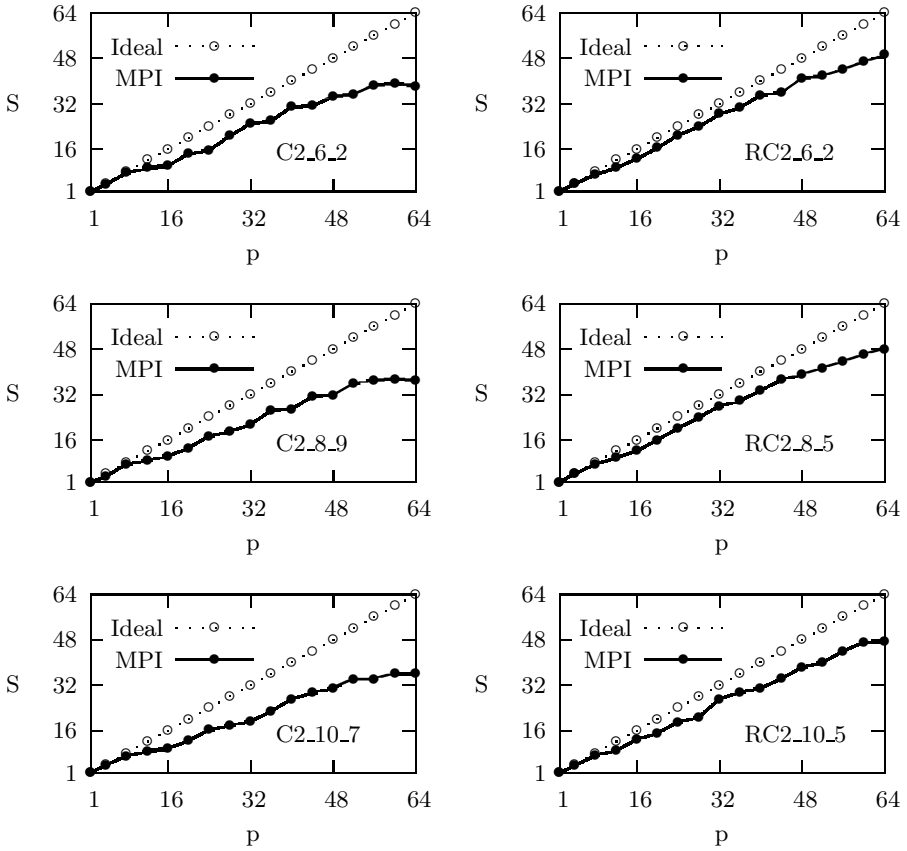 64
Ideal
48
MPI
S
32
16
C2_6_2
1
1 16 32 48 64
p
64
Ideal
48
MPI
S
32
16
RC2_6_2
1
1 16 32 48 64
p
64
Ideal
48
MPI
S
32
16
C2_8_9
1
1 16 32 48 64
p
64
Ideal
48
MPI
S
32
16
RC2_8_5
1
1 16 32 48 64
p
64
Ideal
48
MPI
S
32
16
C2_10_7
1
1 16 32 48 64
p
64
Ideal
48
MPI
S
32
16
RC2_10_5
1
1 16 32 48 64
p